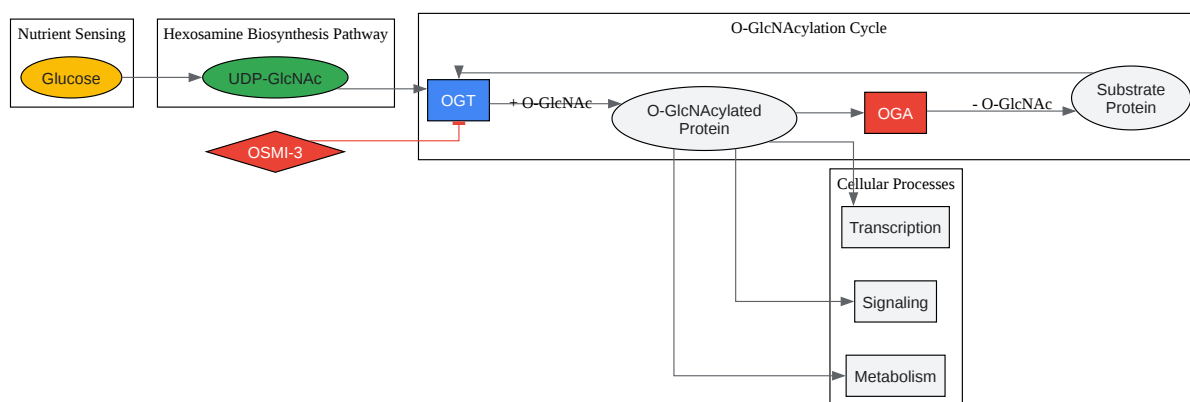 Nutrient Sensing
Glucose
Hexosamine Biosynthesis Pathway
UDP-GlcNAc
OSMI-3
O-GlcNAcylation Cycle
OGT
+ O-GlcNAc
O-GlcNAcylated
Protein
OGA
- O-GlcNAc
Substrate
Protein
Cellular Processes
Transcription
Signaling
Metabolism